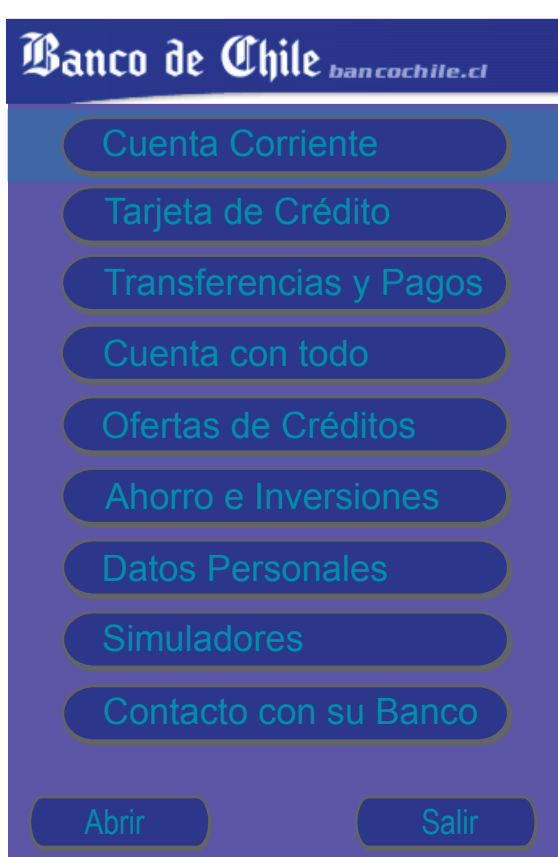 Banco de Chile bancochile.cl
Cuenta Corriente
Tarjeta de Crédito
Transferencias y Pagos
Cuenta con todo
Ofertas de Créditos
Ahorro e Inversiones
Datos Personales
Simuladores
Contacto con su Banco
Abrir Salir